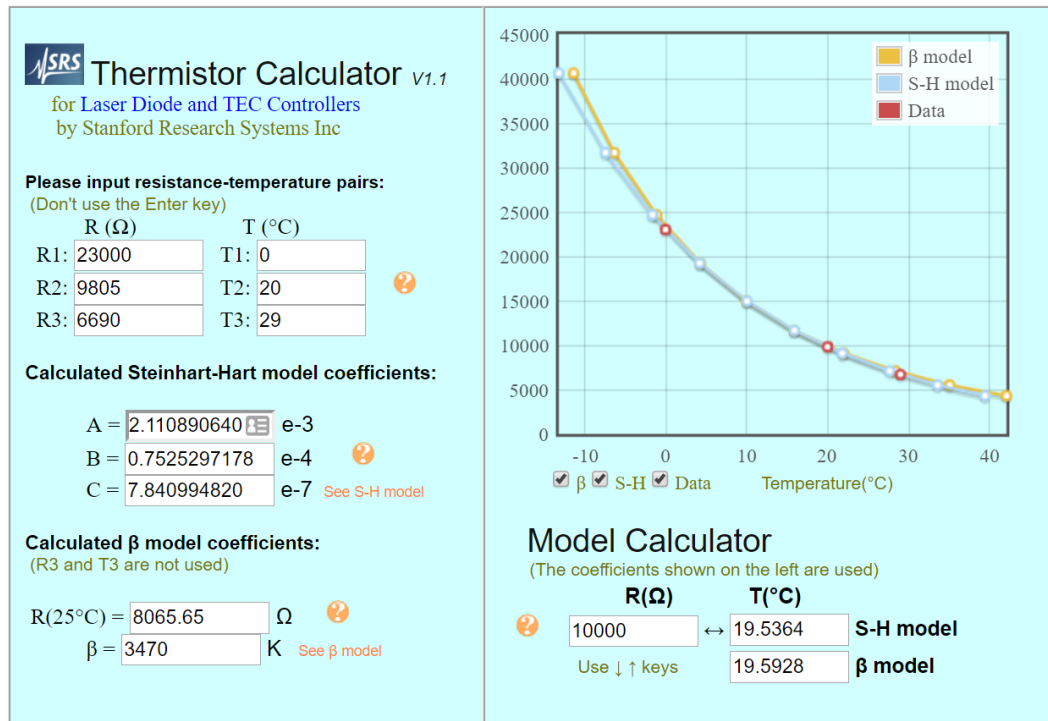 SRS Thermistor Calculator V1.1
for Laser Diode and TEC Controllers
by Stanford Research Systems Inc
Please input resistance-temperature pairs:
(Don't use the Enter key)
R (Ω) T (°C)
R1: 23000 T1: 0
R2: 9805 T2: 20 ?
R3: 6690 T3: 29
Calculated Steinhart-Hart model coefficients:
A = 2.110890640 e-3
B = 0.7525297178 e-4 ?
C = 7.840994820 e-7 See S-H model
Calculated β model coefficients:
(R3 and T3 are not used)
R(25°C) = 8065.65 Ω ?
β = 3470 K See β model
45000
40000
35000
30000
25000
20000
15000
10000
5000
0
β model
S-H model
Data
-10 0 10 20 30 40
β S-H Data Temperature(°C)
Model Calculator
(The coefficients shown on the left are used)
R(Ω) T(°C)
? 10000 ↔ 19.5364 S-H model
Use ↓ ↑ keys 19.5928 β model